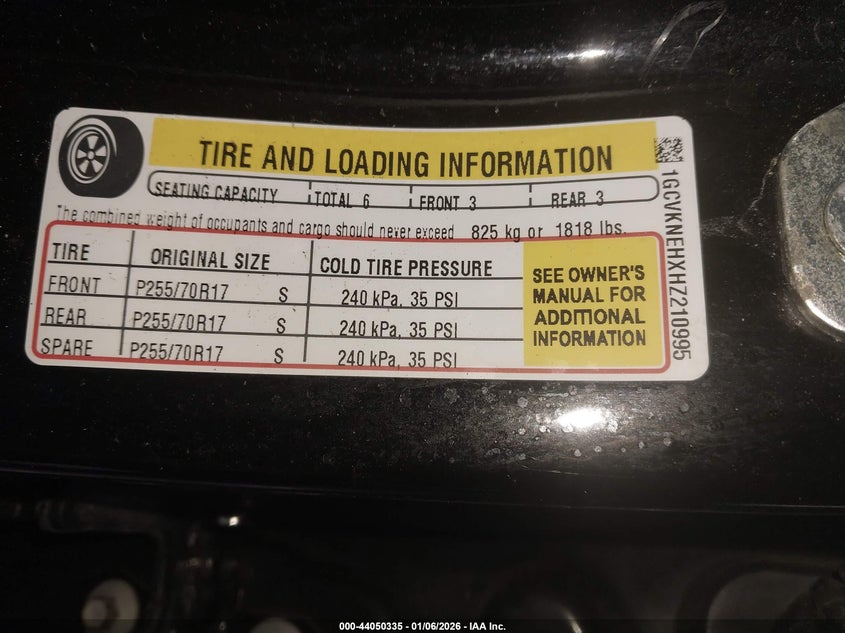 TIRE AND LOADING INFORMATION
SEATING CAPACITY TOTAL 6 FRONT 3 REAR 3
The combined weight of occupants and cargo should never exceed 825 kg or 1818 lbs.
TIRE ORIGINAL SIZE COLD TIRE PRESSURE
FRONT P255/70R17 S 240 kPa, 35 PSI
REAR P255/70R17 S 240 kPa, 35 PSI
SPARE P255/70R17 S 240 kPa, 35 PSI
SEE OWNER'S
MANUAL FOR
ADDITIONAL
INFORMATION
1GCVKNEHXHZ210995
000-44050335 - 01/06/2026 - IAA Inc.